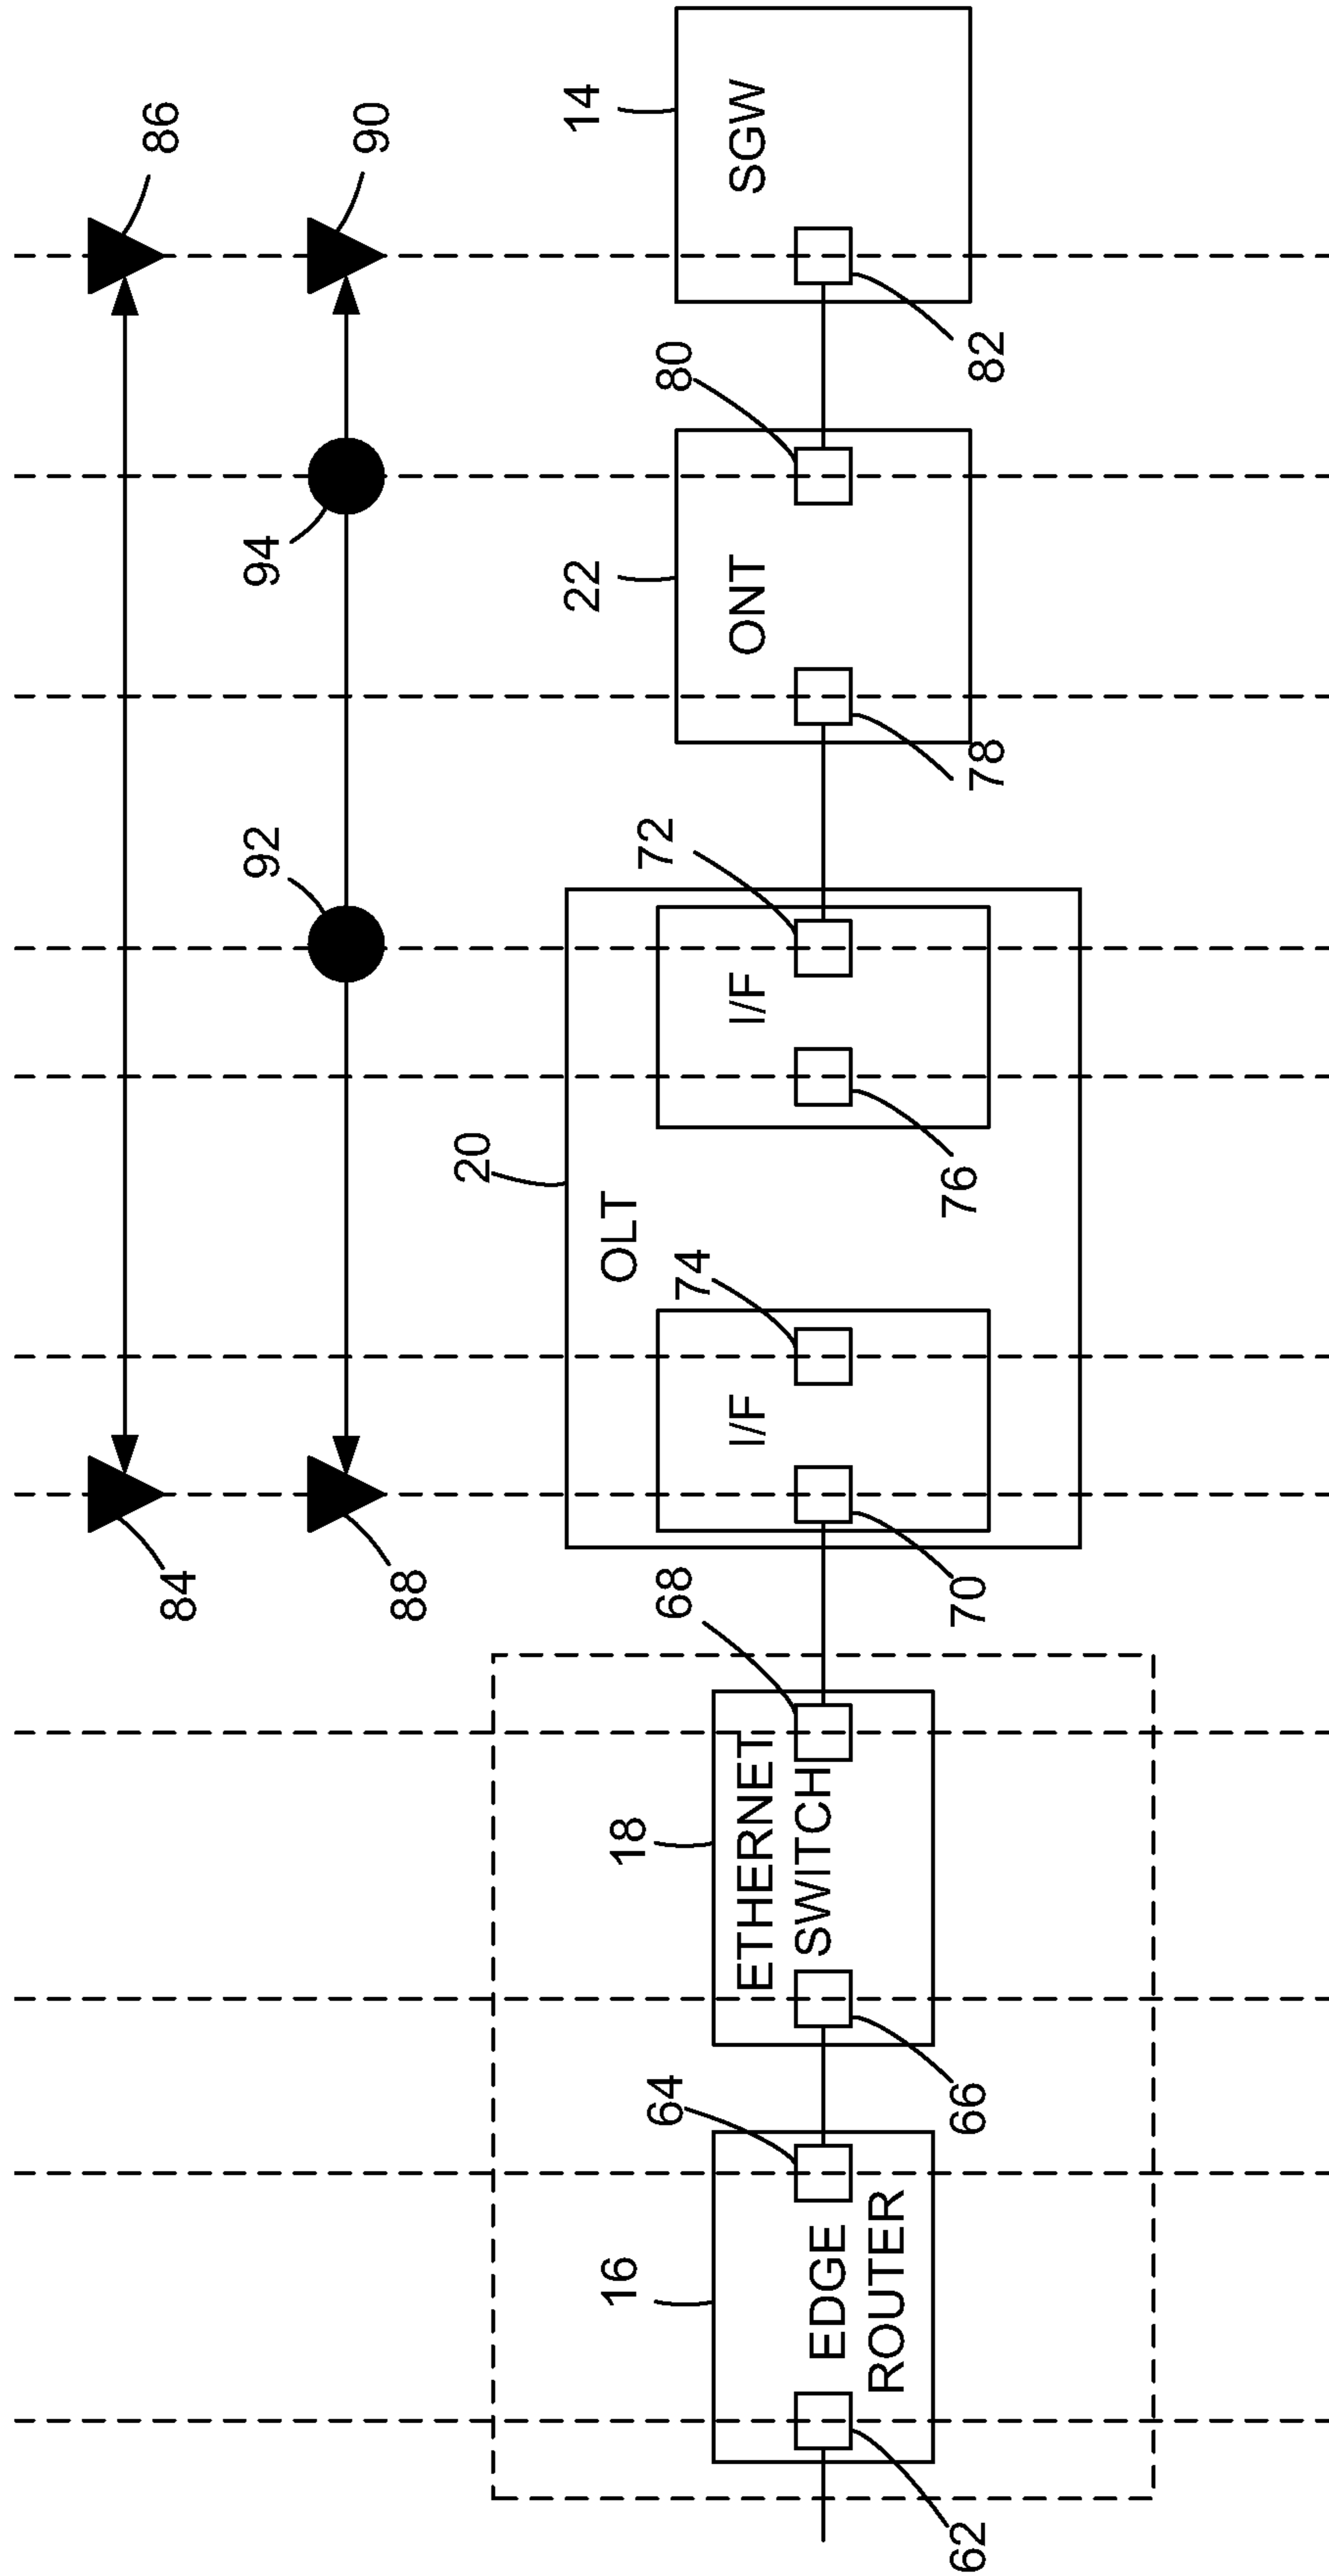 84
86
88
90
92
94
20
22
14
16
18
OLT
64
68
74
72
80
ETHERNET
SWITCH
I/F
I/F
ONT
SGW
EDGE
ROUTER
62
66
70
76
78
82